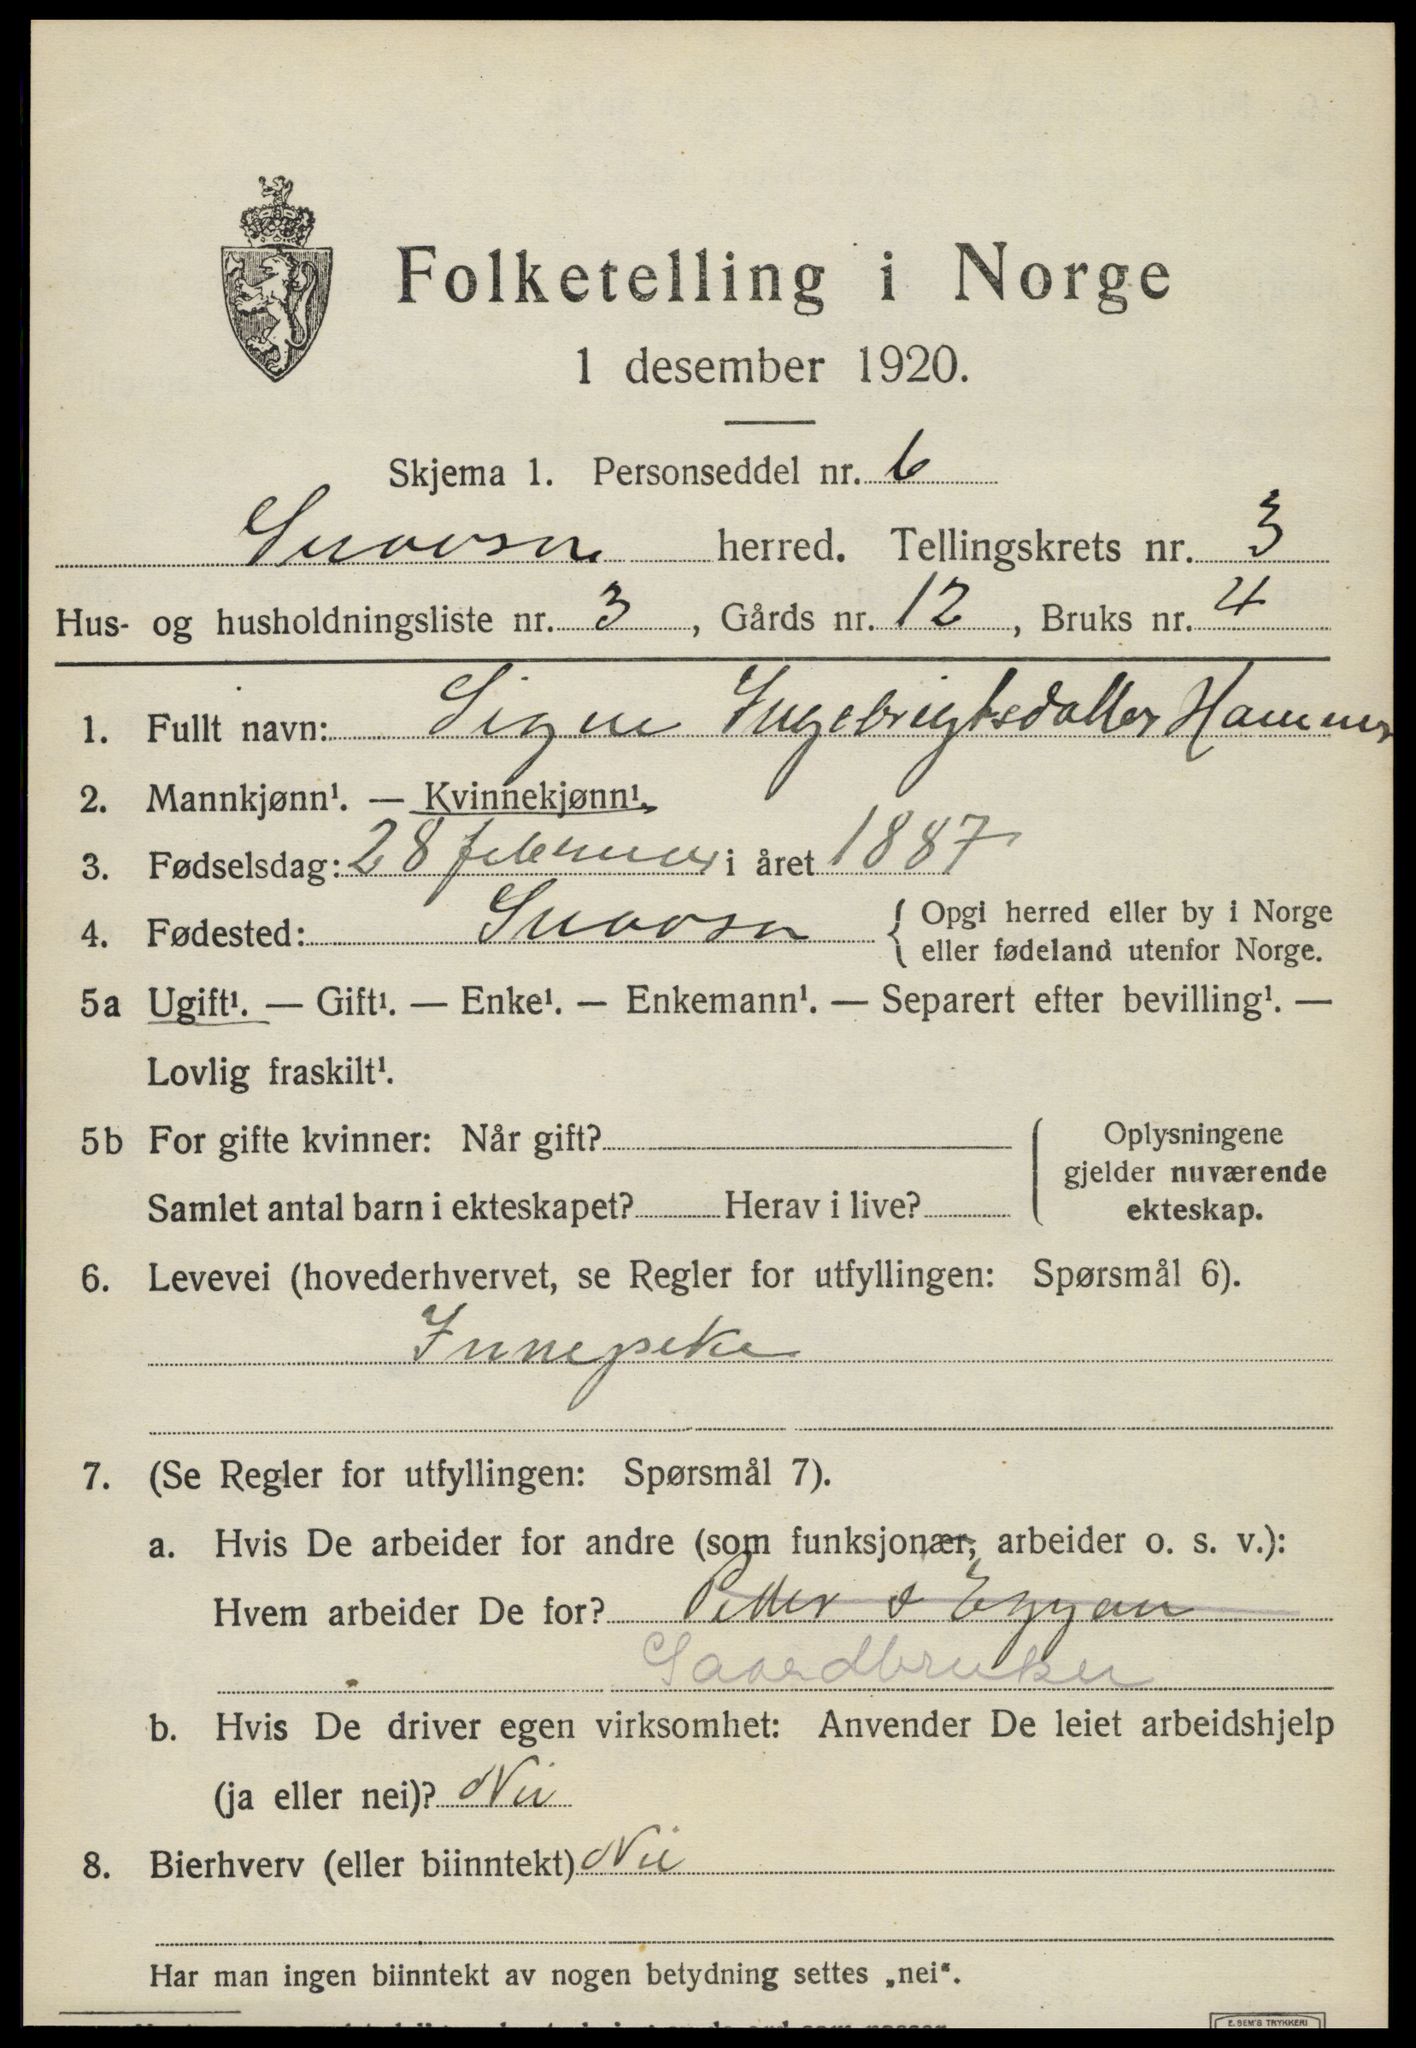 Folketelling i Norge
1 desember 1920.
Skjema 1. Personseddel nr. 6
Snaasa herred. Tellingskrets nr. 3
Hus- og husholdningsliste nr. 3, Gårds nr. 12, Bruks nr. 4
1. Fullt navn: Signe Ingebrigtsdatter Hammer
2. Mannkjønn¹. — Kvinnekjønn¹.
3. Fødselsdag: 28 februar i året 1887
4. Fødested: Snaasa { Opgi herred eller by i Norge
eller fødeland utenfor Norge.
5a Ugift¹. — Gift¹. — Enke¹. — Enkemann¹. — Separert efter bevilling¹. —
Lovlig fraskilt¹.
5b For gifte kvinner: Når gift? Oplysningene
gjelder nuværende
Samlet antal barn i ekteskapet? Herav i live? ekteskap.
6. Levevei (hovederhvervet, se Regler for utfyllingen: Spørsmål 6).
Innepike
7. (Se Regler for utfyllingen: Spørsmål 7).
a. Hvis De arbeider for andre (som funksjonær, arbeider o. s. v.):
Hvem arbeider De for? Petter Eggan
Gaardbruker
b. Hvis De driver egen virksomhet: Anvender De leiet arbeidshjelp
(ja eller nei)? Nei
8. Bierhverv (eller biinntekt) Nei
Har man ingen biinntekt av nogen betydning settes „nei".
E. SEM'S TRYKKERI